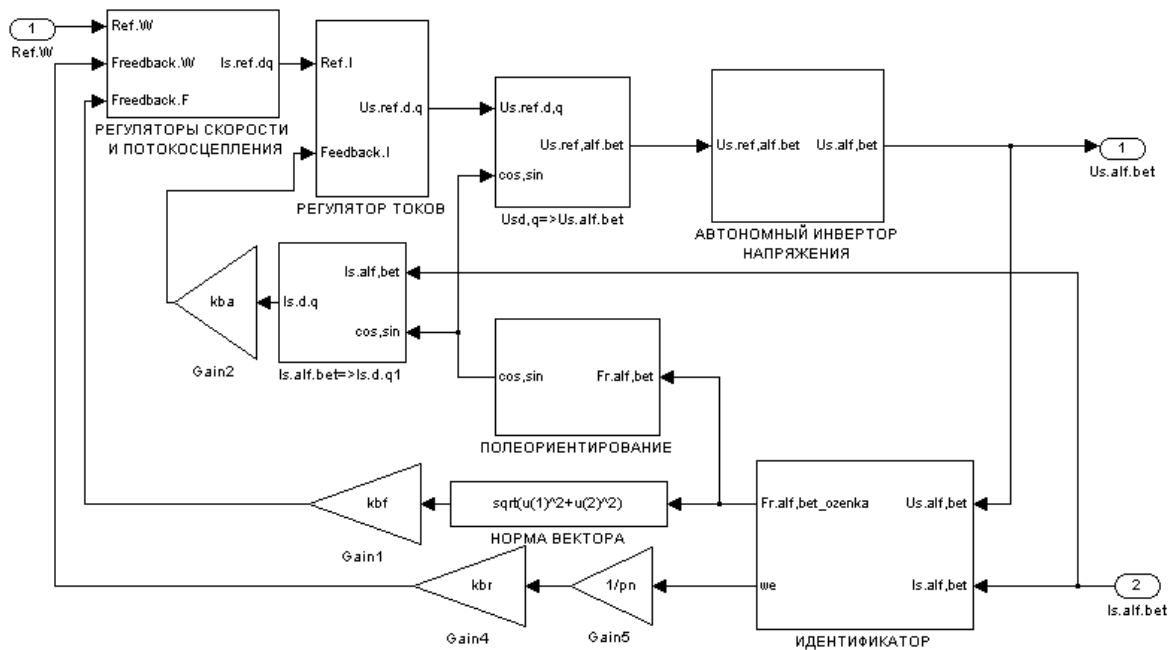 1
Ref.W
Ref.W
Freedback.W
Is.ref.dq
Freedback.F
РЕГУЛЯТОРЫ СКОРОСТИ
И ПОТОКОСЦЕПЛЕНИЯ
Ref.I
Us.ref.d.q
Feedback.I
РЕГУЛЯТОР ТОКОВ
Us.ref.d,q
Us.ref,alf.bet
cos,sin
Usd,q=>Us.alf.bet
Us.ref,alf.bet
Us.alf,bet
АВТОНОМНЫЙ ИНВЕРТОР
НАПРЯЖЕНИЯ
1
Us.alf.bet
kba
Gain2
Is.alf,bet
Is.d.q
cos,sin
Is.alf.bet=>Is.d.q1
cos,sin
Fr.alf,bet
ПОЛЕОРИЕНТИРОВАНИЕ
kbf
Gain1
sqrt(u(1)^2+u(2)^2)
НОРМА ВЕКТОРА
Fr.alf,bet_ozenka
Us.alf,bet
we
Is.alf,bet
ИДЕНТИФИКАТОР
kbr
Gain4
1/pn
Gain5
2
Is.alf.bet